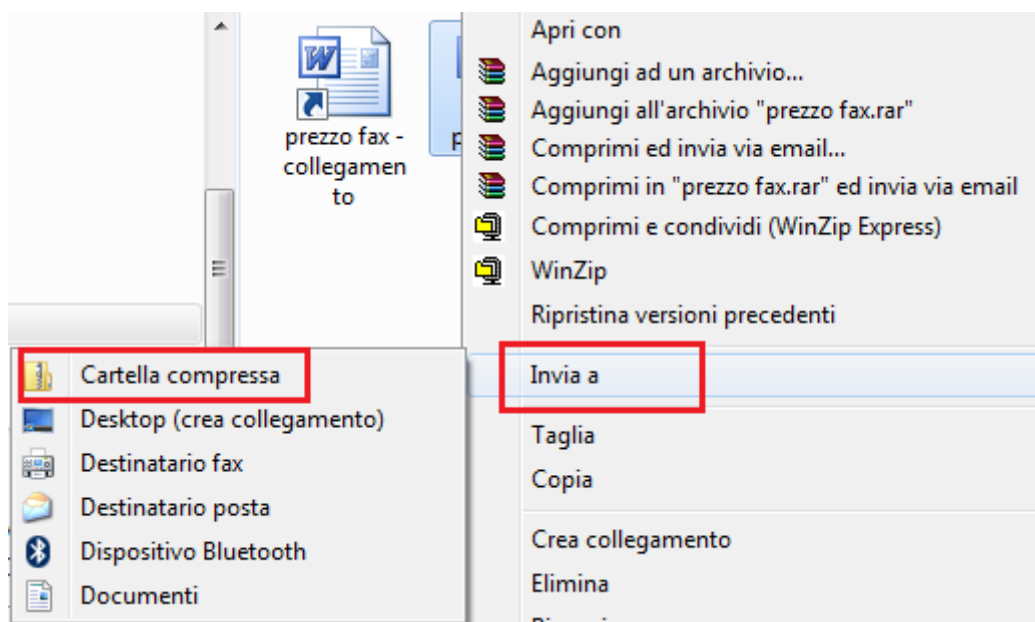 prezzo fax -
collegamen
to
p
Apri con
Aggiungi ad un archivio...
Aggiungi all'archivio "prezzo fax.rar"
Comprimi ed invia via email...
Comprimi in "prezzo fax.rar" ed invia via email
Comprimi e condividi (WinZip Express)
WinZip
Ripristina versioni precedenti
Invia a
Taglia
Copia
Crea collegamento
Elimina
Cartella compressa
Desktop (crea collegamento)
Destinatario fax
Destinatario posta
Dispositivo Bluetooth
Documenti